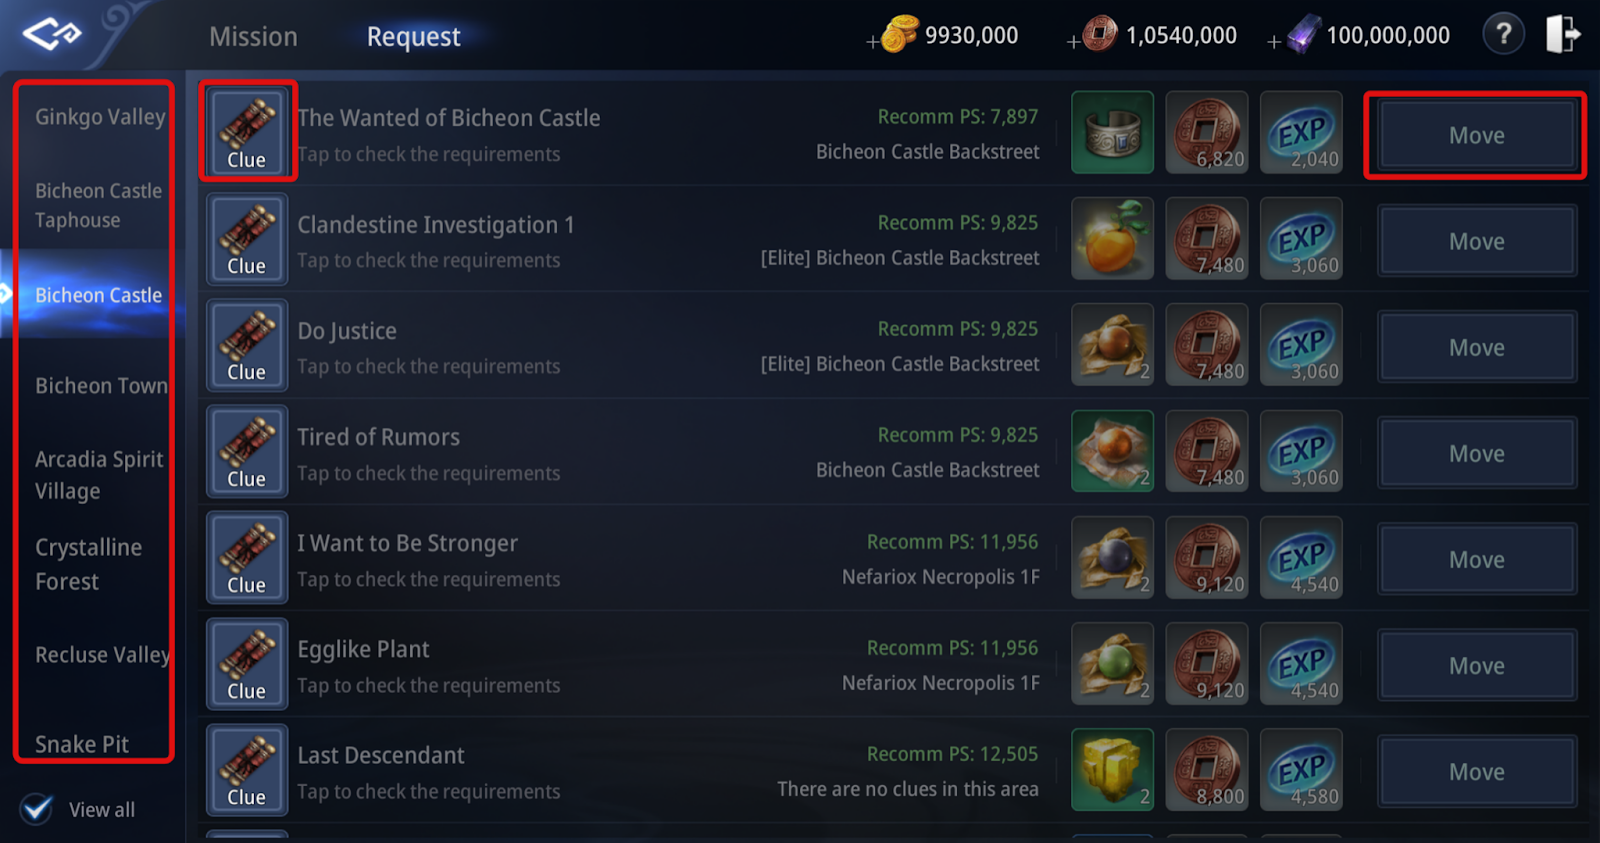 Mission
Request
9930,000
1,0540,000
100,000,000
?
Ginkgo Valley
Bicheon Castle
Taphouse
Bicheon Castle
Bicheon Town
Arcadia Spirit
Village
Crystalline
Forest
Recluse Valley
Snake Pit
View all
Clue
The Wanted of Bicheon Castle
Tap to check the requirements
Recomm PS: 7,897
Bicheon Castle Backstreet
6,820
EXP
2,040
Move
Clue
Clandestine Investigation 1
Tap to check the requirements
Recomm PS: 9,825
[Elite] Bicheon Castle Backstreet
7,480
EXP
3,060
Move
Clue
Do Justice
Tap to check the requirements
Recomm PS: 9,825
[Elite] Bicheon Castle Backstreet
2
7,480
EXP
3,060
Move
Clue
Tired of Rumors
Tap to check the requirements
Recomm PS: 9,825
Bicheon Castle Backstreet
2
7,480
EXP
3,060
Move
Clue
I Want to Be Stronger
Tap to check the requirements
Recomm PS: 11,956
Nefariox Necropolis 1F
2
9,120
EXP
4,540
Move
Clue
Egglike Plant
Tap to check the requirements
Recomm PS: 11,956
Nefariox Necropolis 1F
2
9,120
EXP
4,540
Move
Clue
Last Descendant
Tap to check the requirements
Recomm PS: 12,505
There are no clues in this area
2
8,800
EXP
4,580
Move